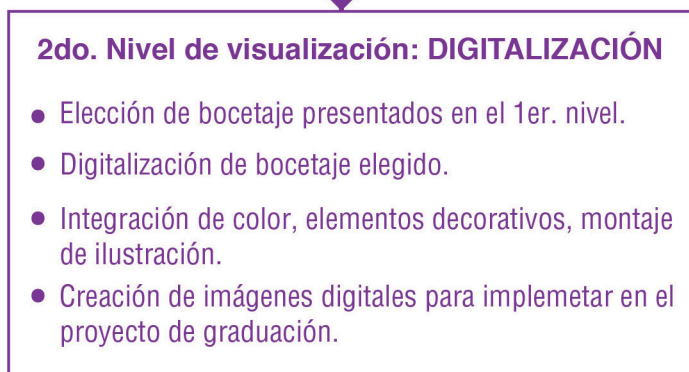 2do. Nivel de visualización: DIGITALIZACIÓN
● Elección de bocetaje presentados en el 1er. nivel.
● Digitalización de bocetaje elegido.
● Integración de color, elementos decorativos, montaje
de ilustración.
● Creación de imágenes digitales para implemetar en el
proyecto de graduación.